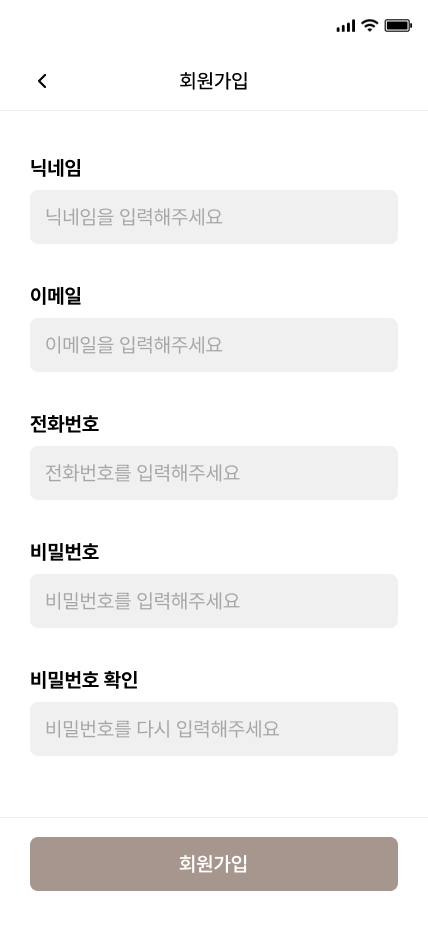 회원가입
닉네임
닉네임을 입력해주세요
이메일
이메일을 입력해주세요
전화번호
전화번호를 입력해주세요
비밀번호
비밀번호를 입력해주세요
비밀번호 확인
비밀번호를 다시 입력해주세요
회원가입